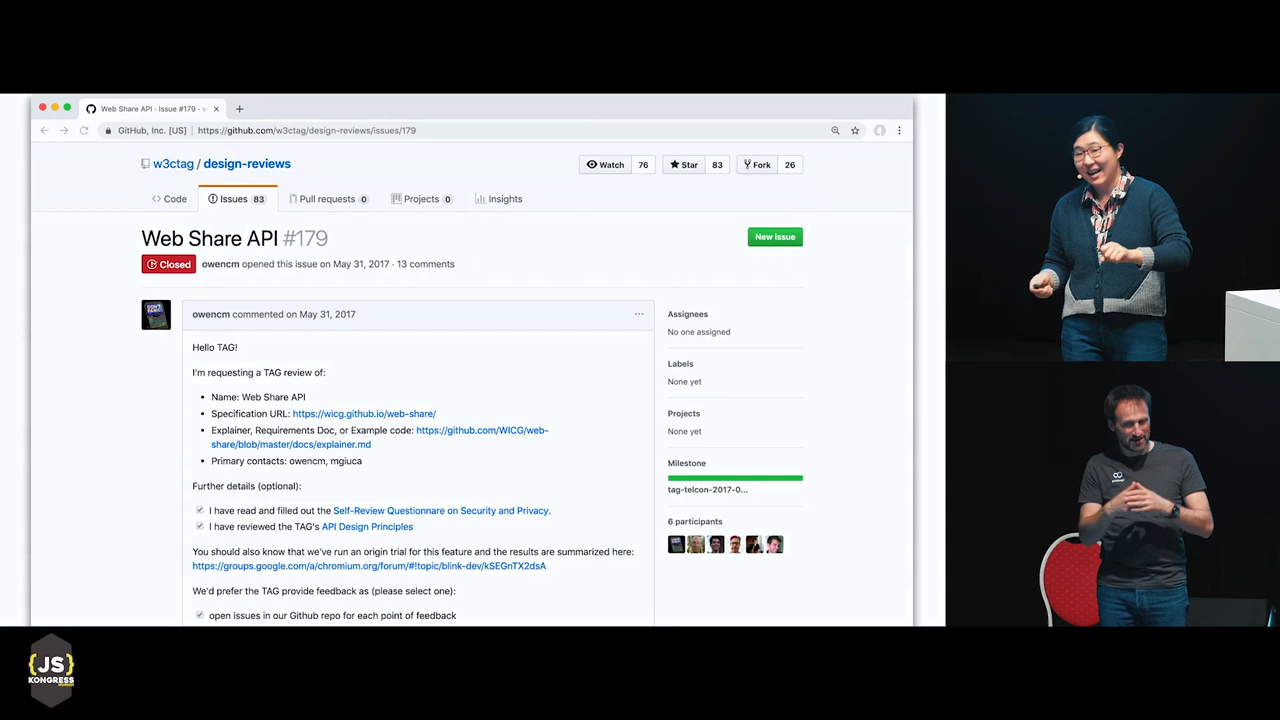 Web Share API · Issue #179 ·
GitHub, Inc. [US] | https://github.com/w3ctag/design-reviews/issues/179
w3ctag / design-reviews
Watch 76 Star 83 Fork 26
Code Issues 83 Pull requests 0 Projects 0 Insights
Web Share API #179
New issue
Closed owencm opened this issue on May 31, 2017 · 13 comments
owencm commented on May 31, 2017 ···
Hello TAG!
I'm requesting a TAG review of:
• Name: Web Share API
• Specification URL: https://wicg.github.io/web-share/
• Explainer, Requirements Doc, or Example code: https://github.com/WICG/web-
share/blob/master/docs/explainer.md
• Primary contacts: owencm, mgiuca
Further details (optional):
I have read and filled out the Self-Review Questionnare on Security and Privacy.
I have reviewed the TAG's API Design Principles
You should also know that we've run an origin trial for this feature and the results are summarized here:
https://groups.google.com/a/chromium.org/forum/#!topic/blink-dev/kSEGnTX2dsA
We'd prefer the TAG provide feedback as (please select one):
open issues in our Github repo for each point of feedback
Assignees
No one assigned
Labels
None yet
Projects
None yet
Milestone
tag-telcon-2017-0...
6 participants
{JS}
KONGRESS